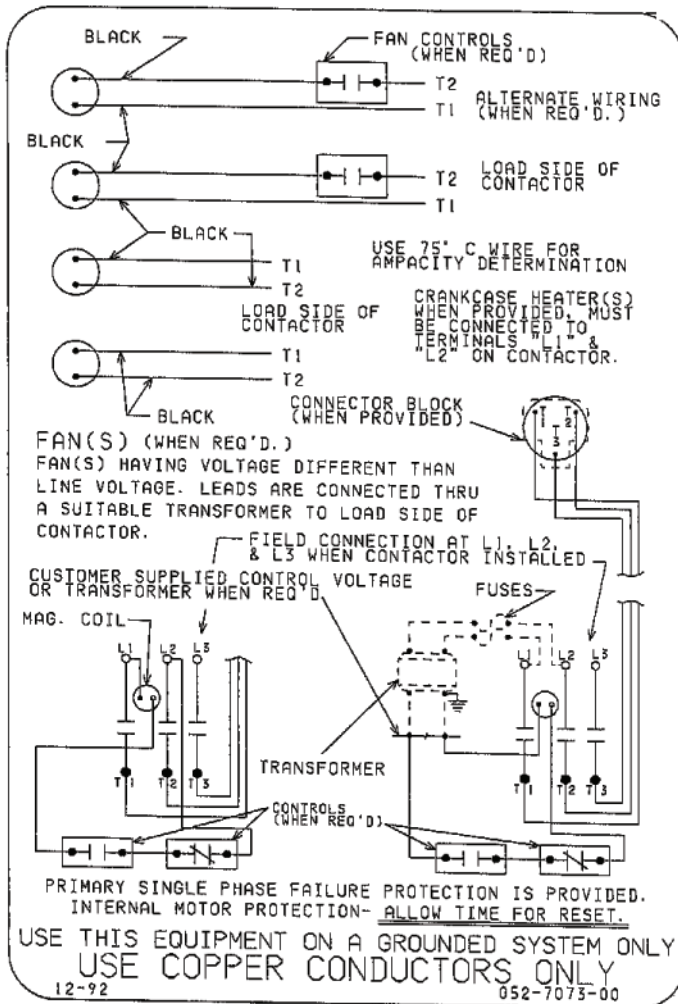 BLACK
FAN CONTROLS
(WHEN REQ'D)
T2
T1
ALTERNATE WIRING
(WHEN REQ'D.)
BLACK
T2
T1
LOAD SIDE OF
CONTACTOR
BLACK
T1
T2
LOAD SIDE OF
CONTACTOR
USE 75° C WIRE FOR
AMPACITY DETERMINATION
CRANKCASE HEATER(S)
WHEN PROVIDED, MUST
BE CONNECTED TO
TERMINALS "L1" &
"L2" ON CONTACTOR.
T1
T2
BLACK
CONNECTOR BLOCK
(WHEN PROVIDED)
T1
T2
T3
FAN(S) (WHEN REQ'D.)
FAN(S) HAVING VOLTAGE DIFFERENT THAN
LINE VOLTAGE. LEADS ARE CONNECTED THRU
A SUITABLE TRANSFORMER TO LOAD SIDE OF
CONTACTOR.
FIELD CONNECTION AT L1, L2,
& L3 WHEN CONTACTOR INSTALLED
CUSTOMER SUPPLIED CONTROL VOLTAGE
OR TRANSFORMER WHEN REQ'D
FUSES
MAG. COIL
L1 L2 L3
L1 L2 L3
TRANSFORMER
T1 T2 T3
T1 T2 T3
CONTROLS
(WHEN REQ'D)
PRIMARY SINGLE PHASE FAILURE PROTECTION IS PROVIDED.
INTERNAL MOTOR PROTECTION- ALLOW TIME FOR RESET.
USE THIS EQUIPMENT ON A GROUNDED SYSTEM ONLY
USE COPPER CONDUCTORS ONLY
12-92
052-7073-00